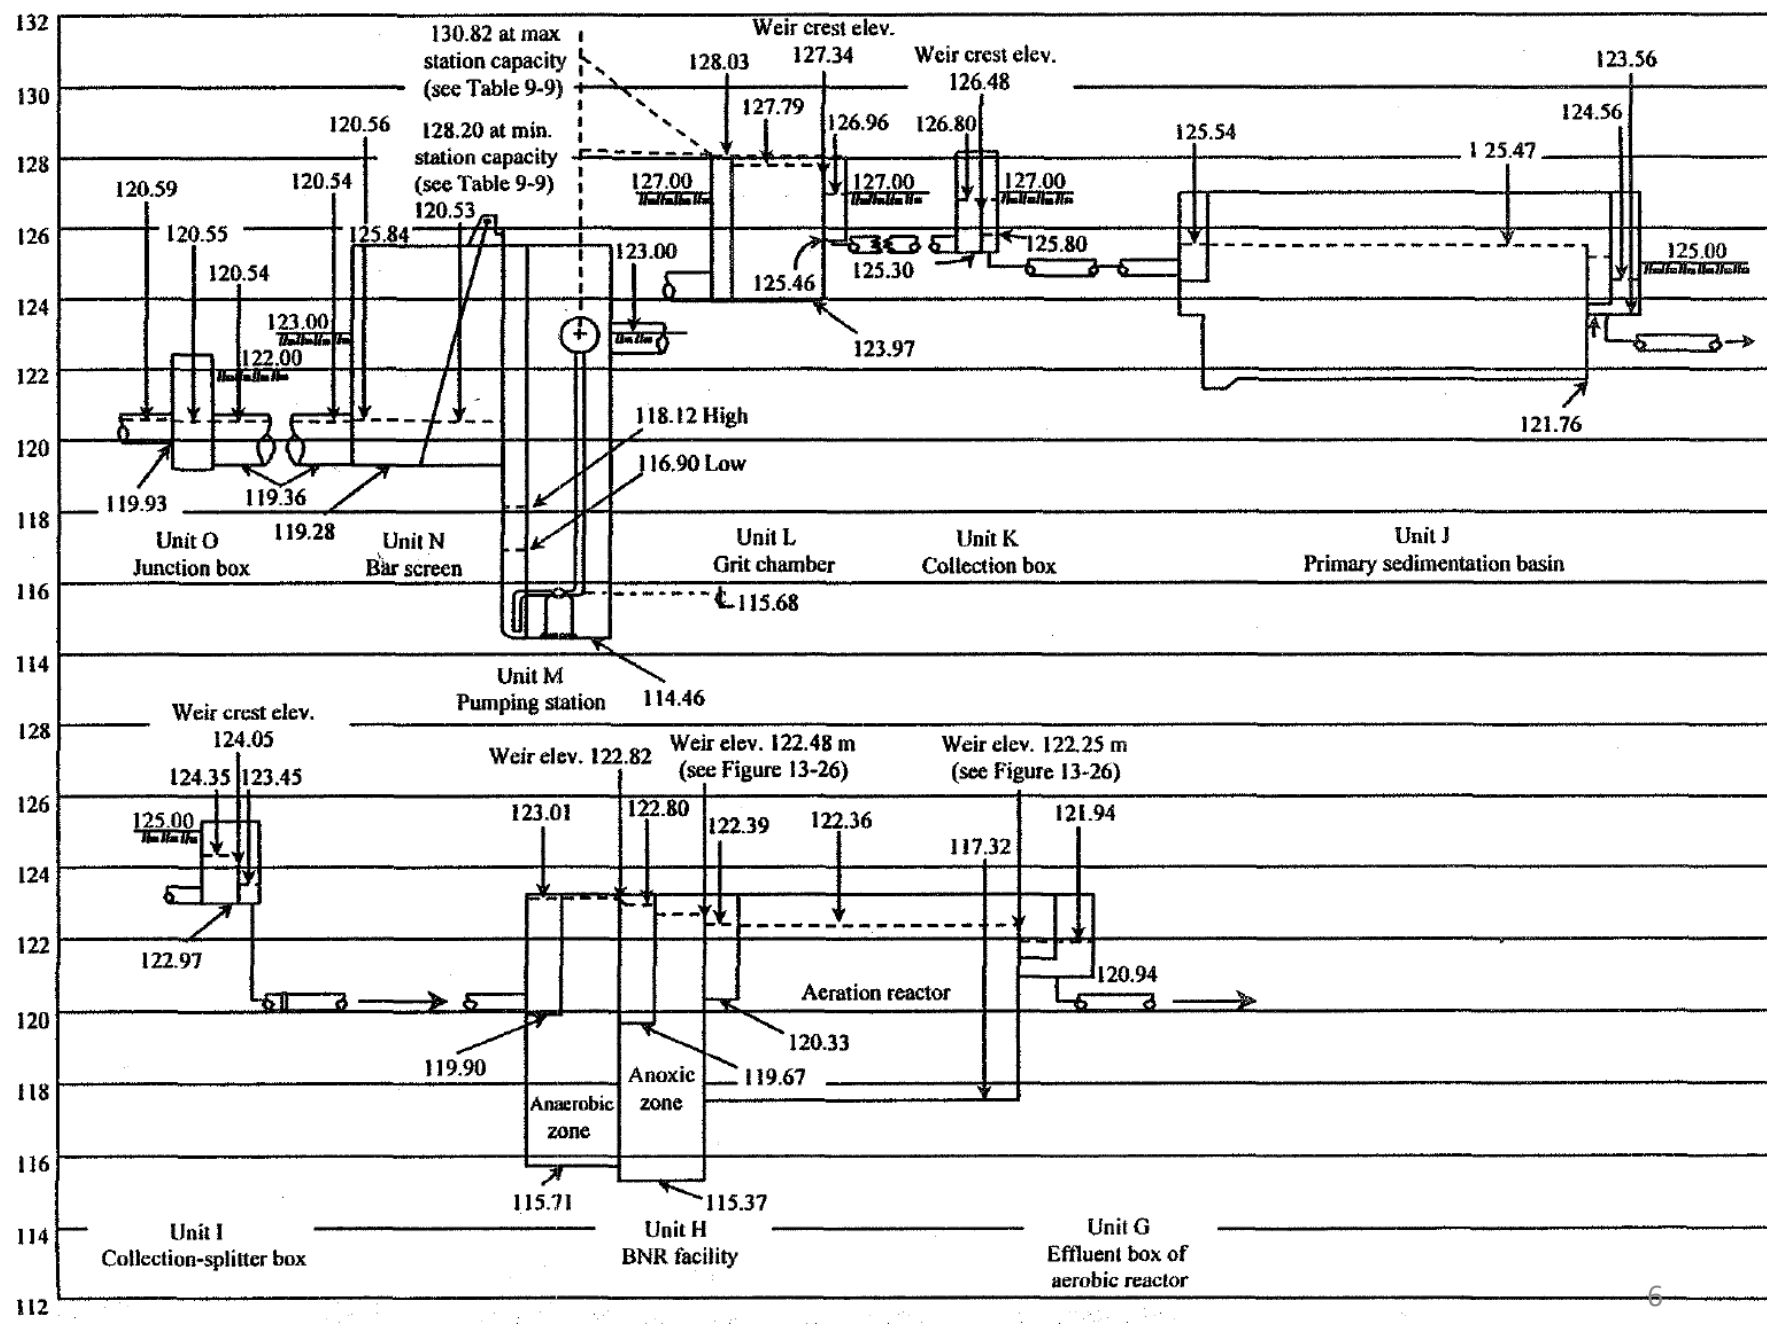 132
130.82 at max
station capacity
(see Table 9-9)
Weir crest elev.
127.34
128.03
Weir crest elev.
126.48
123.56
130
127.79
126.96
126.80
124.56
120.56
128.20 at min.
station capacity
(see Table 9-9)
125.54
125.47
128
120.59
120.54
127.00
127.00
127.00
120.53
126
120.55
125.84
123.00
125.80
125.00
120.54
125.30
125.46
124
123.00
123.97
122.00
122
118.12 High
121.76
120
116.90 Low
119.93
119.36
119.28
118
Unit O
Junction box
Unit N
Bar screen
Unit L
Grit chamber
Unit K
Collection box
Unit J
Primary sedimentation basin
116
115.68
114
Unit M
Pumping station
114.46
128
Weir crest elev.
124.05
Weir elev. 122.82
Weir elev. 122.48 m
(see Figure 13-26)
Weir elev. 122.25 m
(see Figure 13-26)
124.35
123.45
126
125.00
123.01
122.80
122.39
122.36
121.94
117.32
124
122
122.97
120.94
Aeration reactor
120
119.90
120.33
119.67
Anoxic
zone
118
Anaerobic
zone
116
115.71
115.37
114
Unit I
Collection-splitter box
Unit H
BNR facility
Unit G
Effluent box of
aerobic reactor
112
6